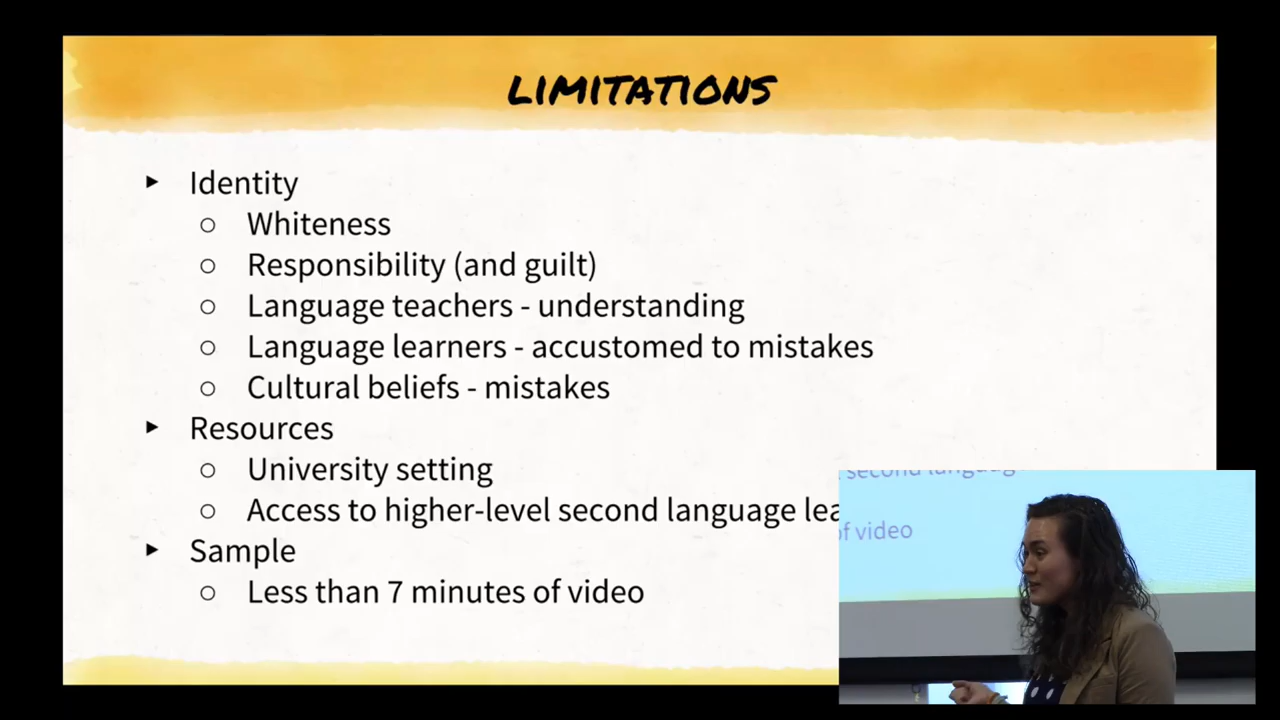 LIMITATIONS
▸ Identity
○ Whiteness
○ Responsibility (and guilt)
○ Language teachers - understanding
○ Language learners - accustomed to mistakes
○ Cultural beliefs - mistakes
▸ Resources
○ University setting
○ Access to higher-level second language lea
▸ Sample
○ Less than 7 minutes of video
second language
of video